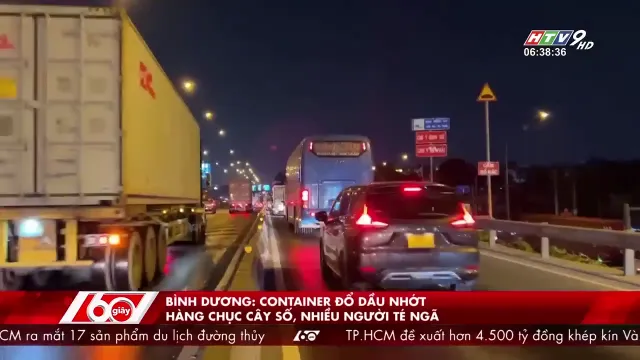 HTV9 HD
06:38:36
60 giây
BÌNH DƯƠNG: CONTAINER ĐỔ DẦU NHỚT
HÀNG CHỤC CÂY SỐ, NHIỀU NGƯỜI TÉ NGÃ
CM ra mắt 17 sản phẩm du lịch đường thủy TP.HCM đề xuất hơn 4.500 tỷ đồng khép kín Và